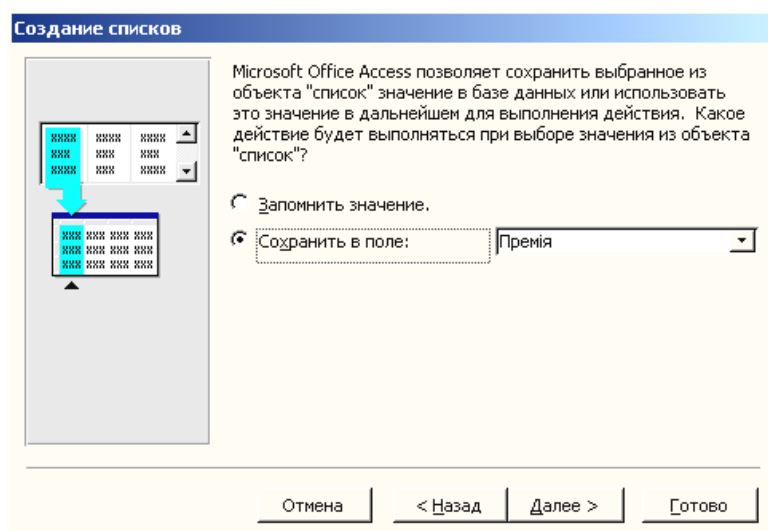 Создание списков
Microsoft Office Access позволяет сохранить выбранное из
объекта "список" значение в базе данных или использовать
это значение в дальнейшем для выполнения действия. Какое
действие будет выполняться при выборе значения из объекта
"список"?
Запомнить значение.
Сохранить в поле: Премія
Отмена < Назад Далее > Готово